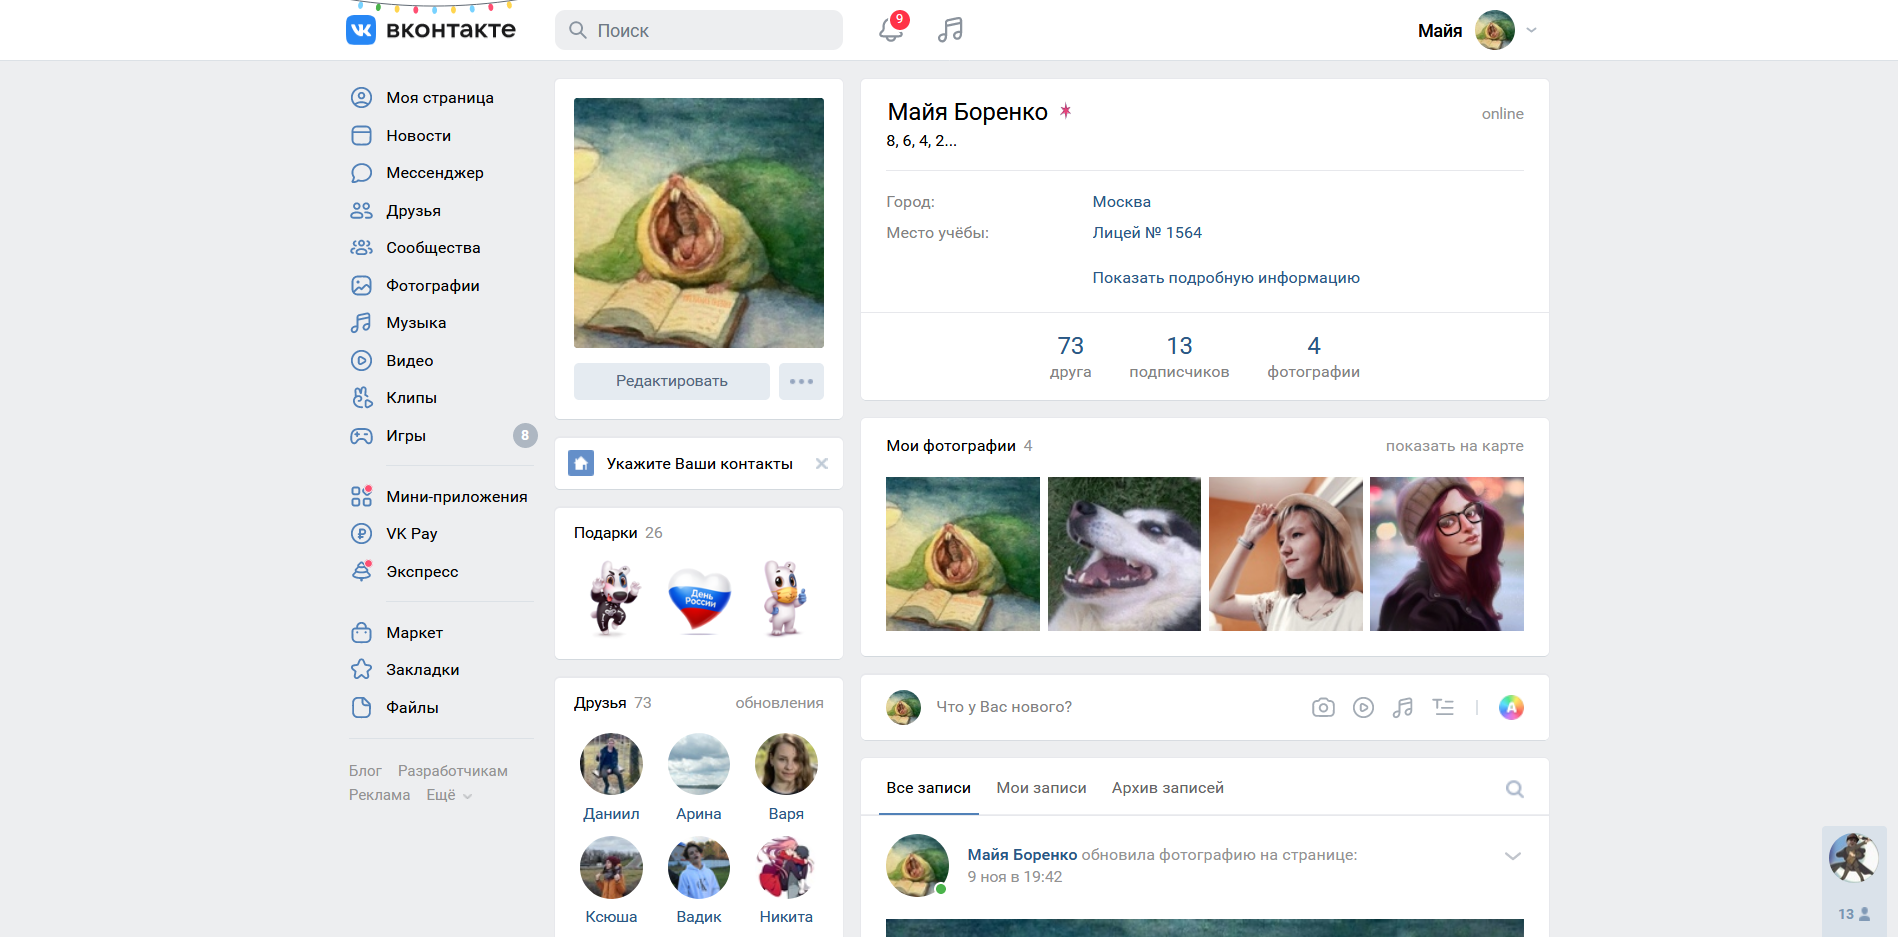 вконтакте
Поиск
9
Майя
Моя страница
Новости
Мессенджер
Друзья
Сообщества
Фотографии
Музыка
Видео
Клипы
Игры
8
Мини-приложения
VK Pay
Экспресс
Маркет
Закладки
Файлы
Блог Разработчикам
Реклама Ещё
Редактировать
Укажите Ваши контакты
Подарки 26
День
России
Друзья 73
обновления
Даниил
Арина
Варя
Ксюша
Вадик
Никита
Майя Боренко
online
8, 6, 4, 2...
Город:
Москва
Место учёбы:
Лицей № 1564
Показать подробную информацию
73
друга
13
подписчиков
4
фотографии
Мои фотографии 4
показать на карте
Что у Вас нового?
Все записи
Мои записи
Архив записей
Майя Боренко обновила фотографию на странице:
9 ноя в 19:42
13